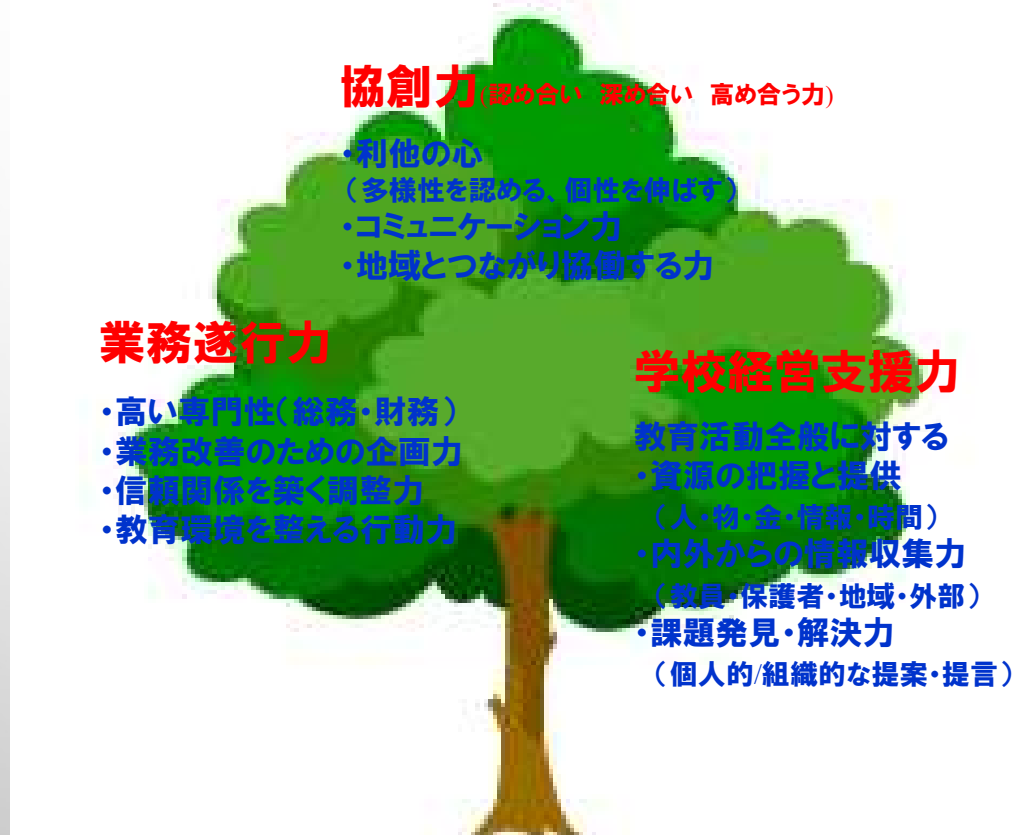 協創力(認め合い　深め合い　高め合う力)
・利他の心
（多様性を認める、個性を伸ばす）
・コミュニケーション力
・地域とつながり協働する力
業務遂行力
・高い専門性（総務・財務）
・業務改善のための企画力
・信頼関係を築く調整力
・教育環境を整える行動力
学校経営支援力
教育活動全般に対する
・資源の把握と提供
（人・物・金・情報・時間）
・内外からの情報収集力
（教員・保護者・地域・外部）
・課題発見・解決力
（個人的/組織的な提案・提言）